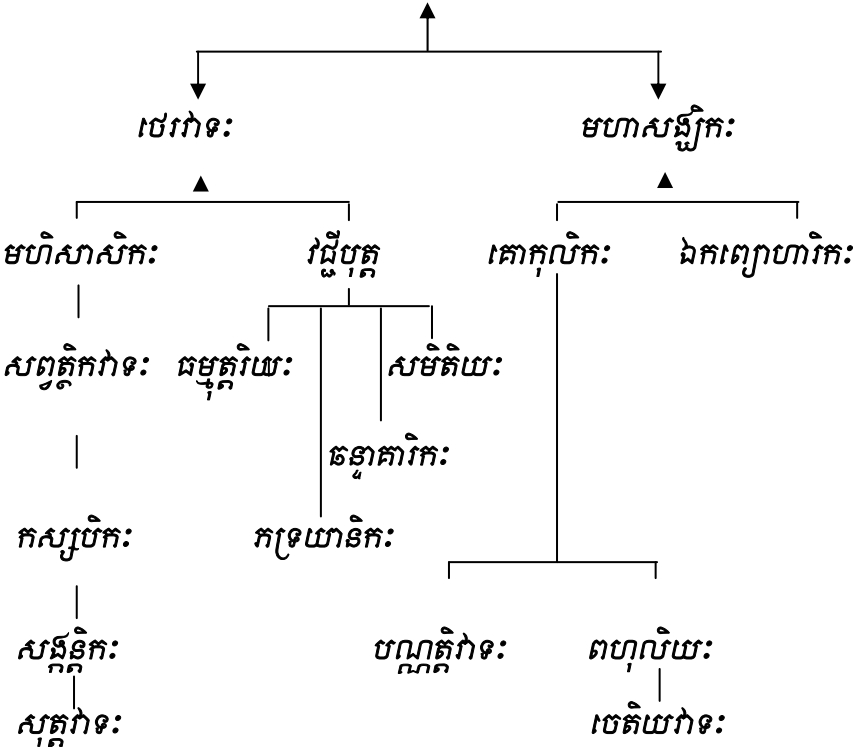 ថេរវាទៈ មហាសង្ឃិកៈ
មហិសាសិកៈ វជ្ជីបុត្ត គោកុលិកៈ ឯកព្យោហារិកៈ
សព្វត្ថិកវាទៈ ធម្មុត្តរិយៈ សមិតិយៈ
ឆន្ទាគារិកៈ
កស្សបិកៈ ភទ្រយានិកៈ
សង្កន្តិកៈ បណ្ណត្តិវាទៈ ពហុលិយៈ
សុត្តវាទៈ ចេតិយវាទៈ